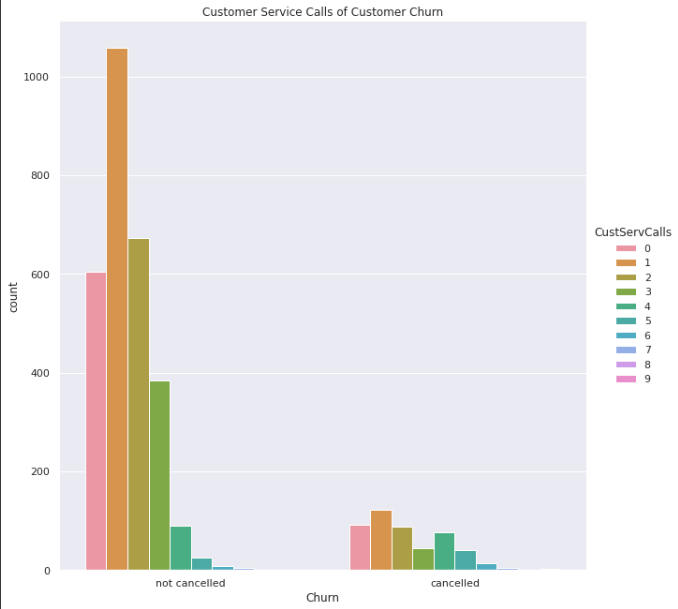 Customer Service Calls of Customer Churn
1000
800
600
400
200
0
count
not cancelled
cancelled
Churn
CustServCalls
0
1
2
3
4
5
6
7
8
9